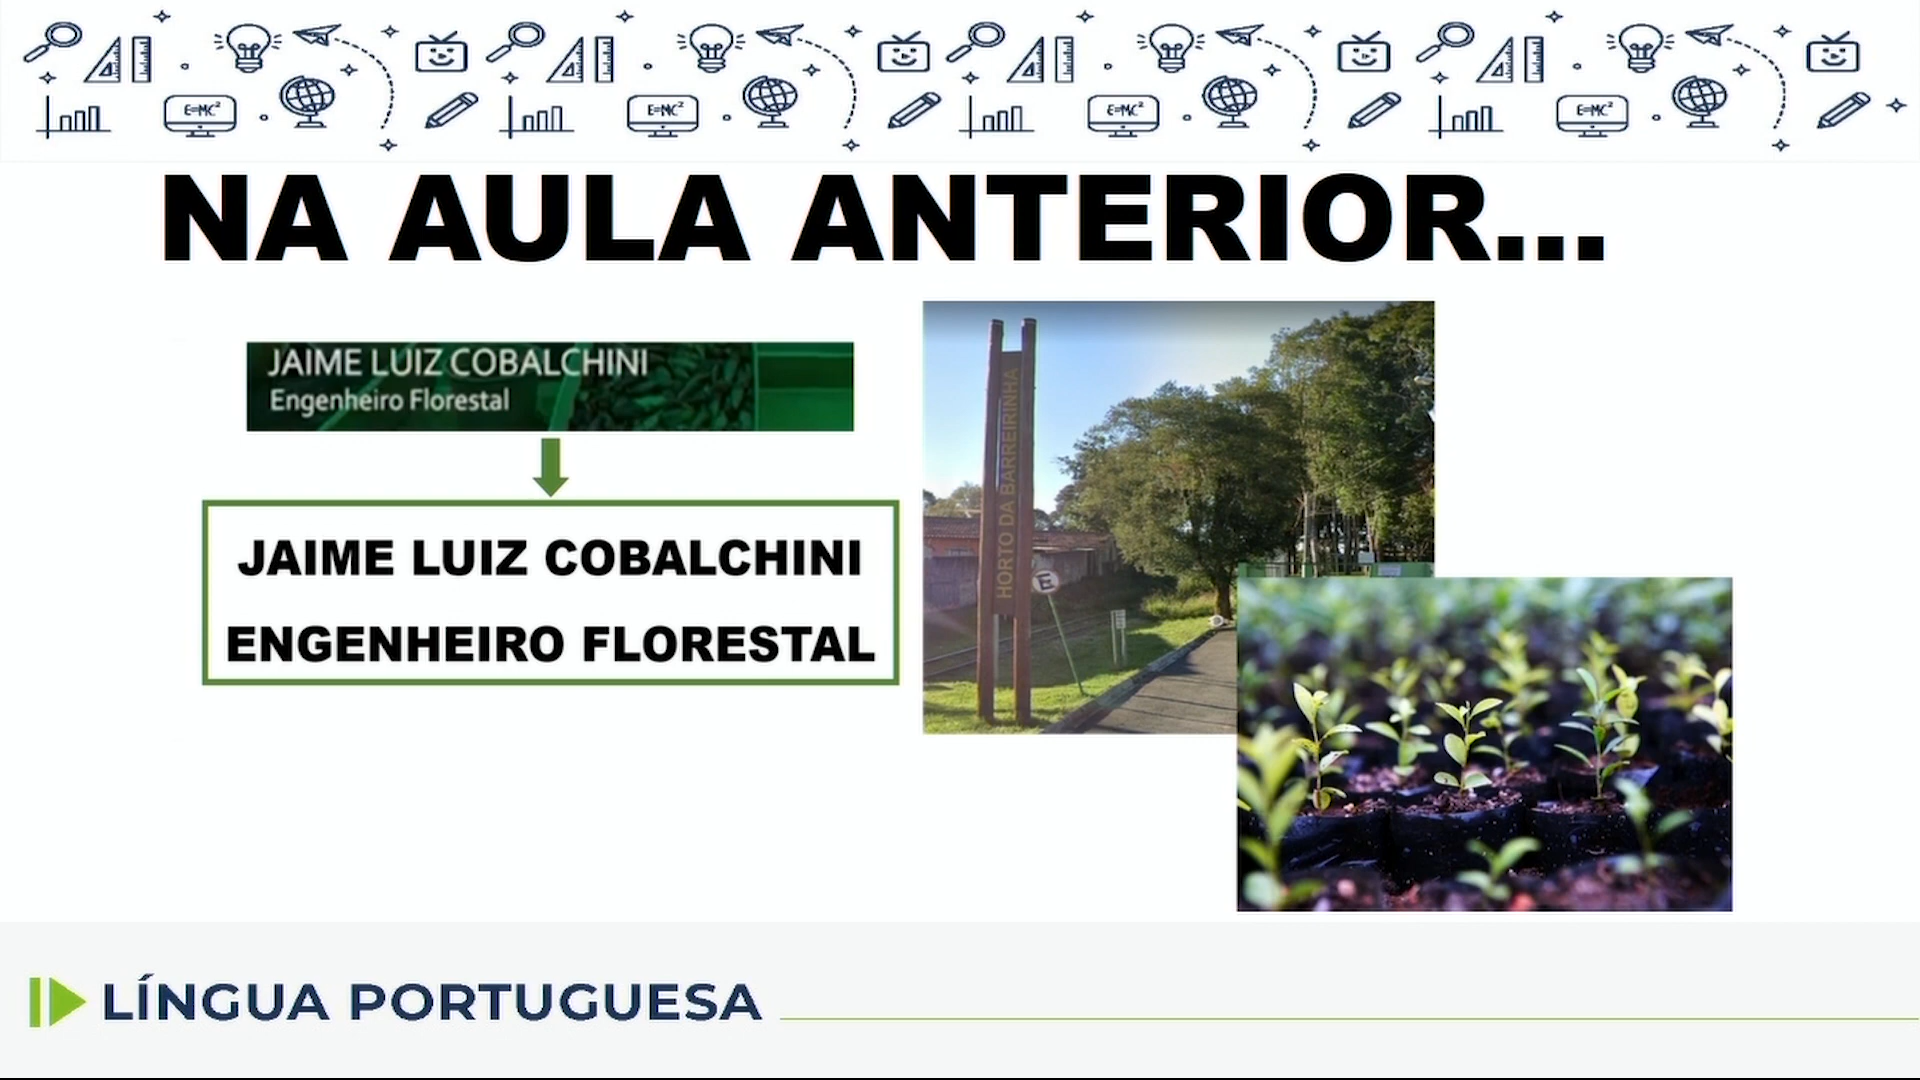 E=MC²
E=MC²
E=MC²
E=MC²
NA AULA ANTERIOR...
JAIME LUIZ COBALCHINI
Engenheiro Florestal
JAIME LUIZ COBALCHINI
ENGENHEIRO FLORESTAL
HORTO DA BARREIRINHA
E
LÍNGUA PORTUGUESA